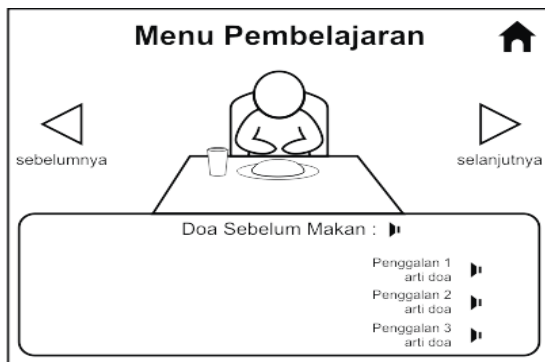 Menu Pembelajaran
sebelumnya
selanjutnya
Doa Sebelum Makan :
Penggalan 1
arti doa
Penggalan 2
arti doa
Penggalan 3
arti doa